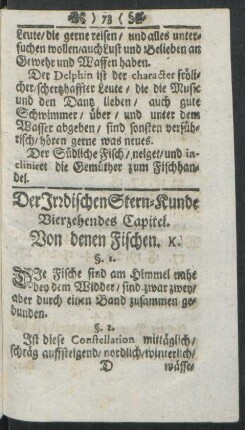 ) 73 (
Leute/ die gerne reisen/ und alles unter-
suchen wollen/auch Lust und Belieben an
Gewehr und Waffen haben.
Der Delphin ist der character fröli-
cher/schertzhaffter Leute/ die die Music
und den Dantz lieben/ auch gute
Schwimmer/ über/ und unter dem
Wasser abgeben/ sind sonsten verfüh-
risch/ hören gerne was neues.
Der Südliche Fisch/ neiget/ und in-
cliniret die Gemüther zum Fischhan-
del.
Der Irrdischen Stern-Kunde
Vierzehendes Capitel.
Von denen Fischen. X.
§. 1.
DIe Fische sind am Himmel nahe
bey dem Widder/ sind zwar zwey/
aber durch einen Band zusammen ge-
bunden.
§. 2.
Ist diese Constellation mittäglich/
schräg auffsteigend/ nordlich/winterlich/
D wässe-